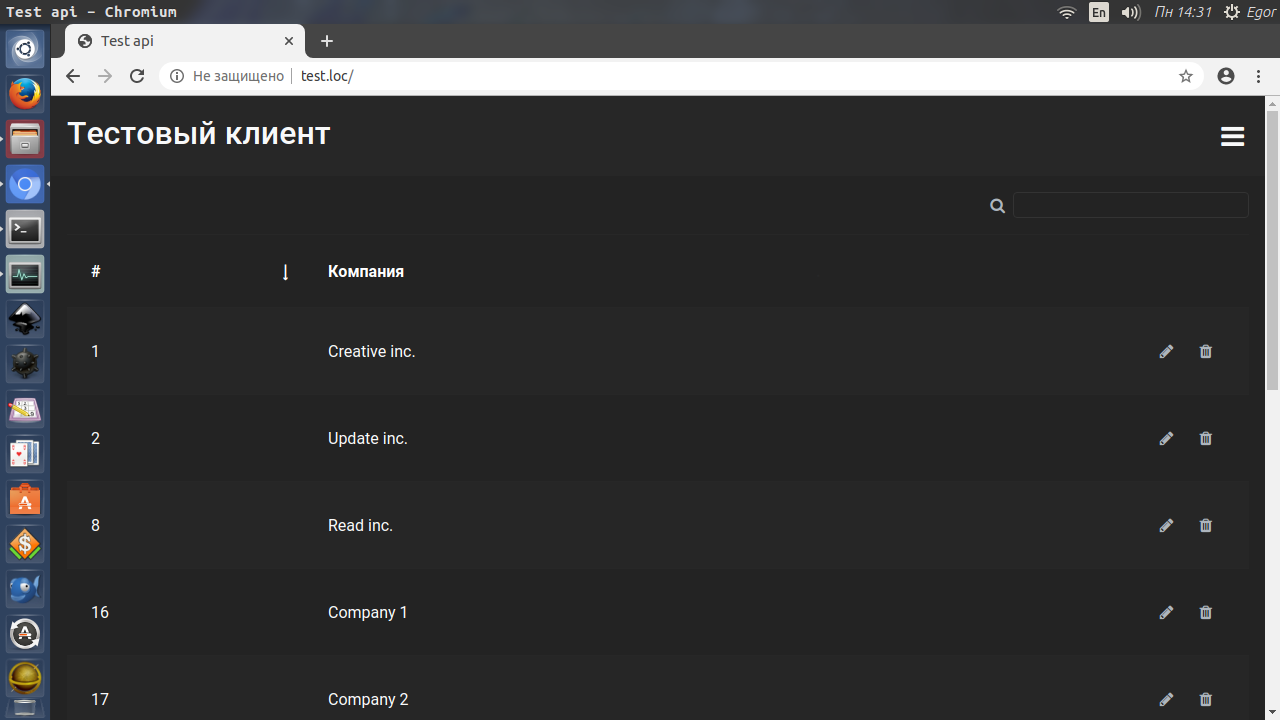 Test api - Chromium En Пн 14:31 Egor
Test api
Не защищено test.loc/
Тестовый клиент
# Компания
1 Creative inc.
2 Update inc.
8 Read inc.
16 Company 1
17 Company 2